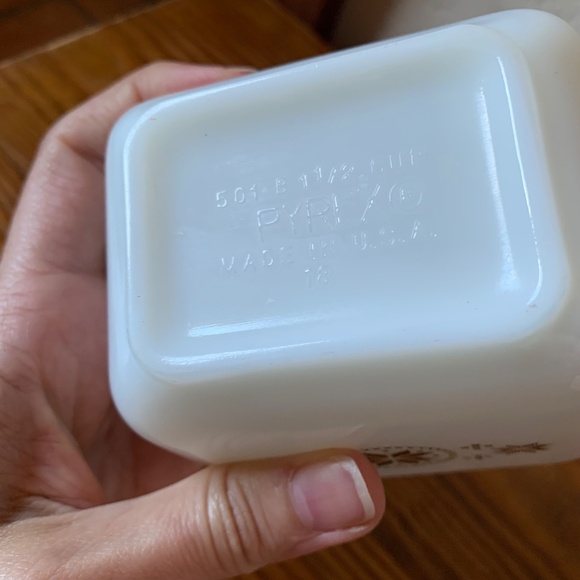 501-B 1 1/2-CUP
PYREX®
MADE IN U.S.A.
18